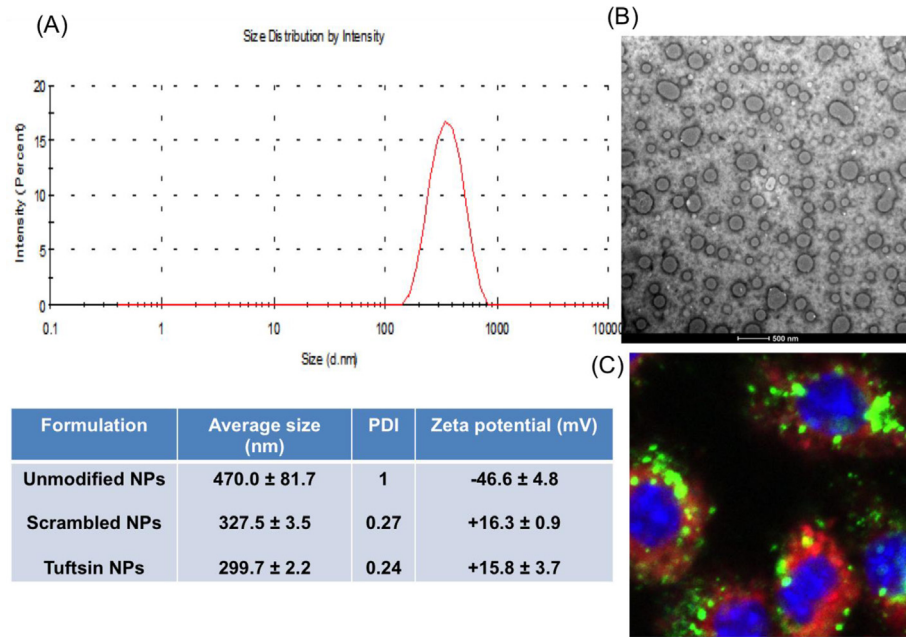 (A)
Size Distribution by Intensity
Intensity (Percent)
20
15
10
5
0
0.1 1 10 100 1000 10000
Size (d.nm)
(B)
500 nm
(C)
Formulation Average size (nm) PDI Zeta potential (mV)
Unmodified NPs 470.0 ± 81.7 1 -46.6 ± 4.8
Scrambled NPs 327.5 ± 3.5 0.27 +16.3 ± 0.9
Tuftsin NPs 299.7 ± 2.2 0.24 +15.8 ± 3.7